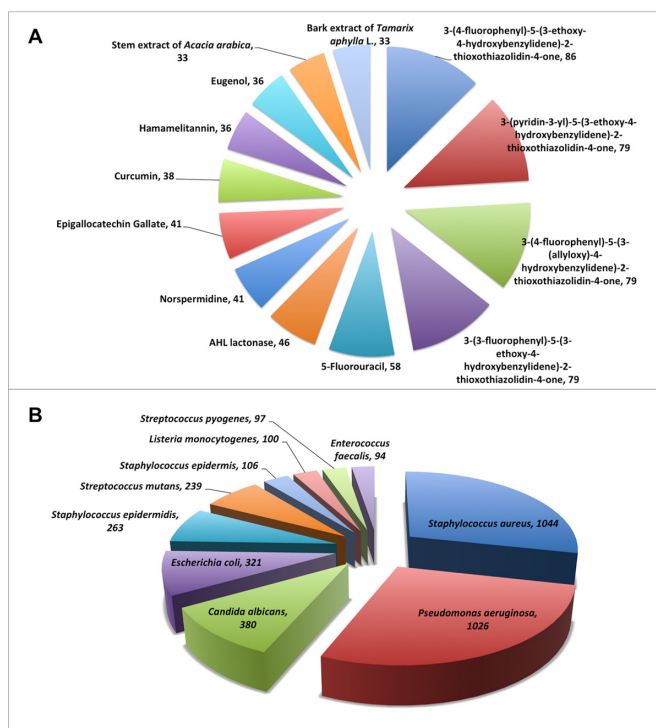 A
Bark extract of Tamarix
aphylla L., 33
3-(4-fluorophenyl)-5-(3-ethoxy-
4-hydroxybenzylidene)-2-
thioxothiazolidin-4-one, 86
Stem extract of Acacia arabica,
33
Eugenol, 36
3-(pyridin-3-yl)-5-(3-ethoxy-4-
hydroxybenzylidene)-2-
thioxothiazolidin-4-one, 79
Hamamelitannin, 36
Curcumin, 38
Epigallocatechin Gallate, 41
3-(4-fluorophenyl)-5-(3-
(allyloxy)-4-
hydroxybenzylidene)-2-
thioxothiazolidin-4-one, 79
Norspermidine, 41
AHL lactonase, 46
5-Fluorouracil, 58
3-(3-fluorophenyl)-5-(3-
ethoxy-4-
hydroxybenzylidene)-2-
thioxothiazolidin-4-one, 79
B
Streptococcus pyogenes, 97
Listeria monocytogenes, 100
Enterococcus
faecalis, 94
Staphylococcus epidermis, 106
Streptococcus mutans, 239
Staphylococcus epidermidis,
263
Staphylococcus aureus, 1044
Escherichia coli, 321
Candida albicans,
380
Pseudomonas aeruginosa,
1026